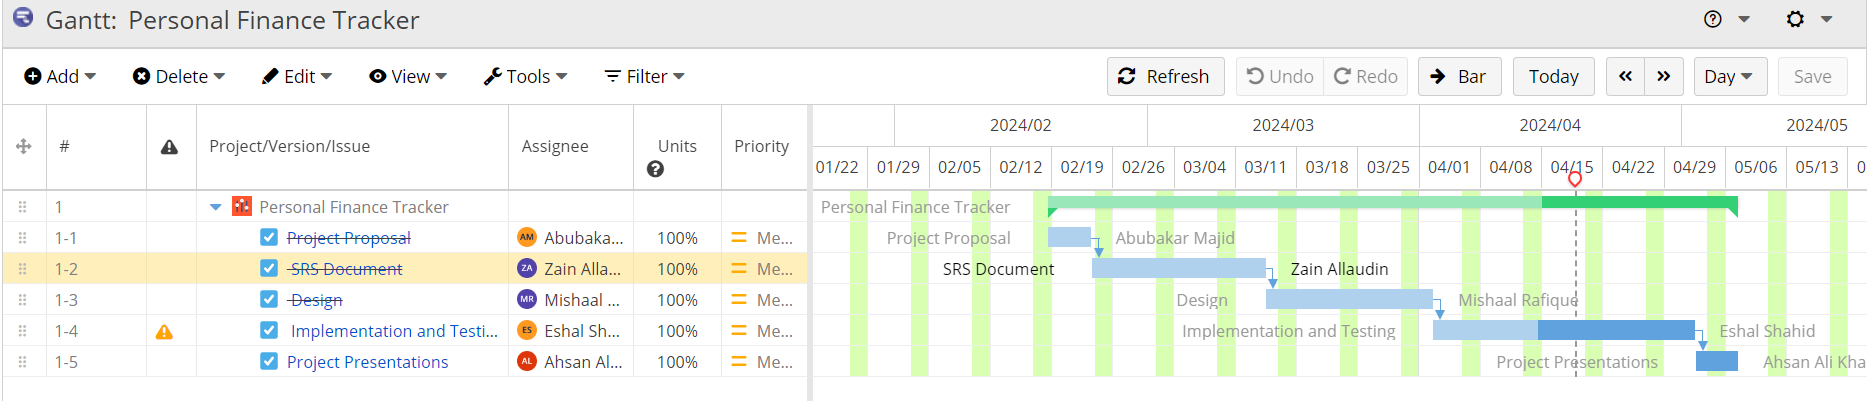 Gantt: Personal Finance Tracker
Add Delete Edit View Tools Filter Refresh Undo Redo Bar Today Day Save
# Project/Version/Issue Assignee Units Priority 2024/02 2024/03 2024/04 2024/05
01/22 01/29 02/05 02/12 02/19 02/26 03/04 03/11 03/18 03/25 04/01 04/08 04/15 04/22 04/29 05/06 05/13 0
1 Personal Finance Tracker Personal Finance Tracker
1-1 Project Proposal AM Abubaka... 100% Me... Project Proposal Abubakar Majid
1-2 SRS Document ZA Zain Alla... 100% Me... SRS Document Zain Allaudin
1-3 Design MR Mishaal ... 100% Me... Design Mishaal Rafique
1-4 Implementation and Testi... ES Eshal Sh... 100% Me... Implementation and Testing Eshal Shahid
1-5 Project Presentations AL Ahsan Al... 100% Me... Project Presentations Ahsan Ali Kha